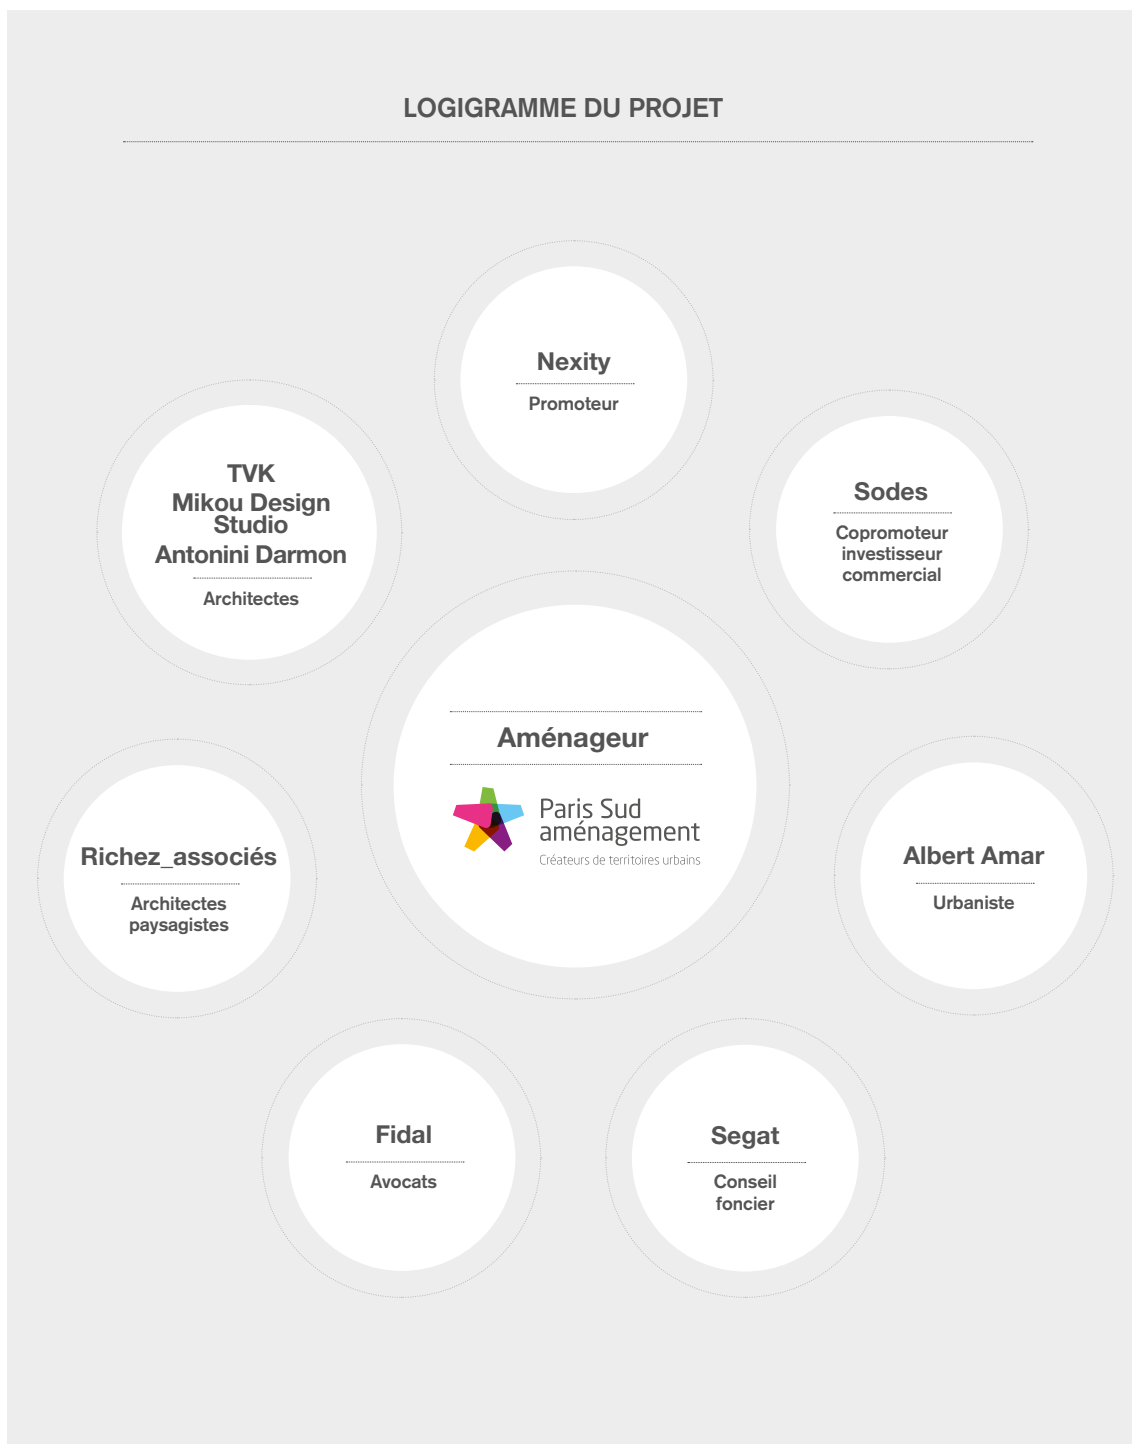 LOGIGRAMME DU PROJET
Nexity
Promoteur
TVK
Mikou Design
Studio
Antonini Darmon
Architectes
Sodes
Copromoteur
investisseur
commercial
Aménageur
Paris Sud
aménagement
Créateurs de territoires urbains
Richez_associés
Architectes
paysagistes
Albert Amar
Urbaniste
Fidal
Avocats
Segat
Conseil
foncier